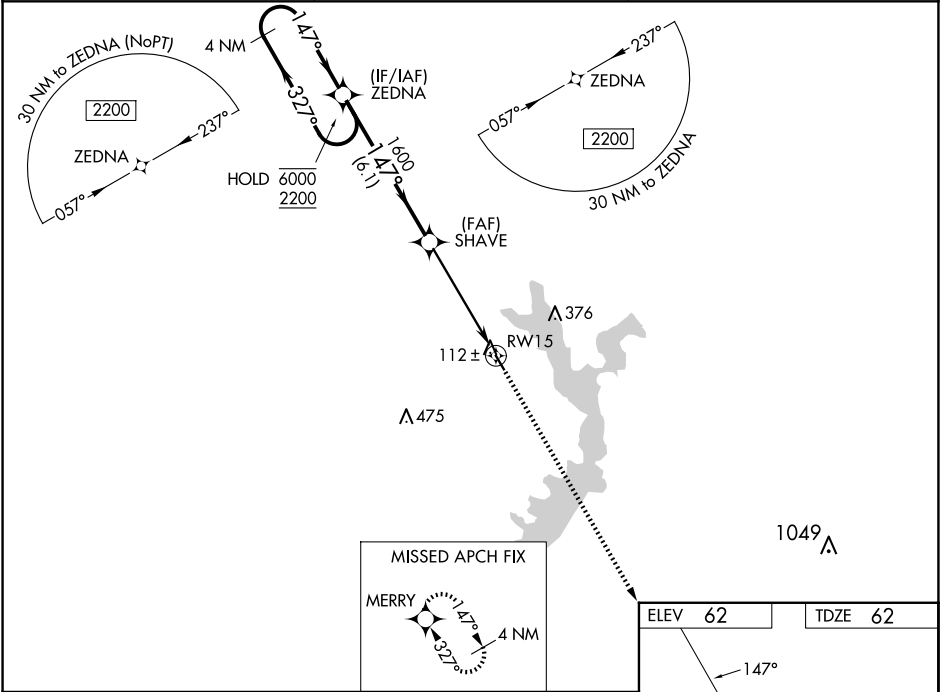 30 NM to ZEDNA (NoPT)
2200
237°
ZEDNA
057°
4 NM
147°
327°
(IF/IAF)
ZEDNA
HOLD 6000
2200
1600
147°
(6.1)
(FAF)
SHAVE
237°
ZEDNA
057°
2200
30 NM to ZEDNA
376
RW15
112 ±
475
1049
MISSED APCH FIX
MERRY
147°
4 NM
327°
ELEV 62
TDZE 62
147°